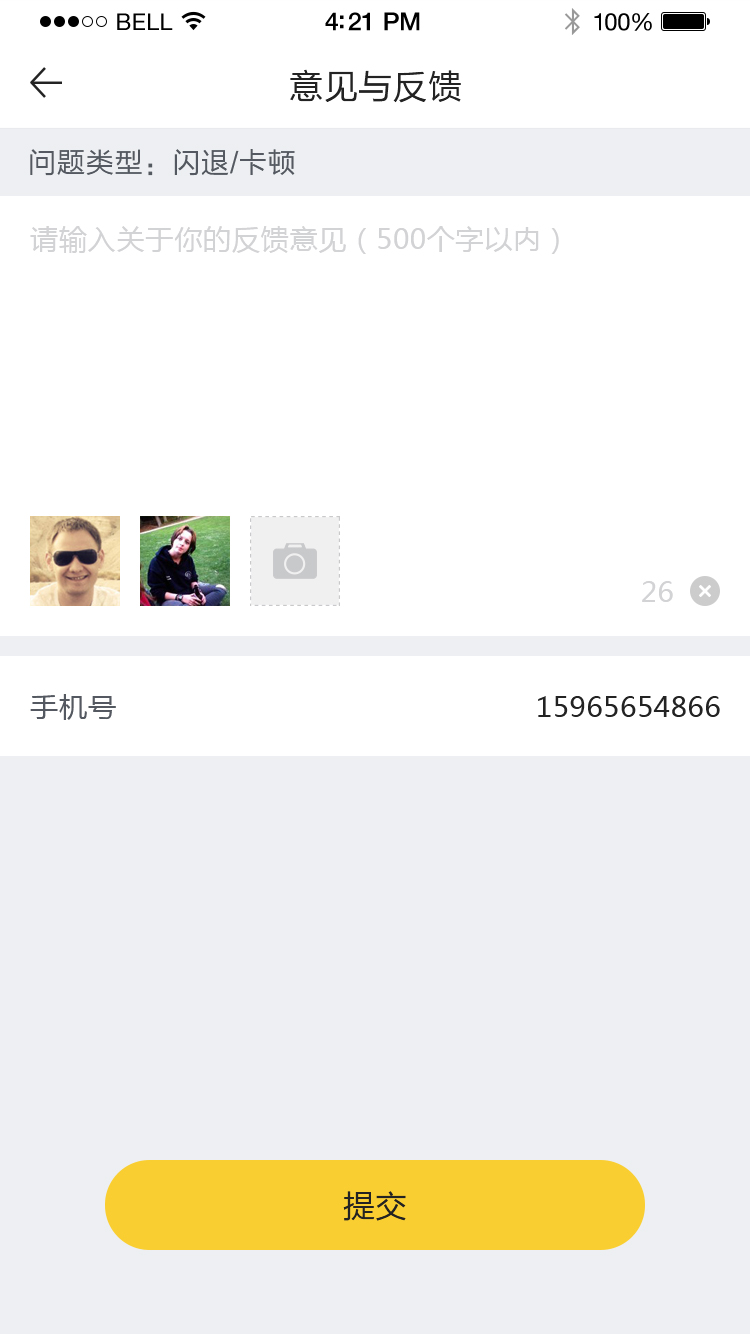 BELL 4:21 PM 100%
意见与反馈
问题类型：闪退/卡顿
请输入关于你的反馈意见（500个字以内）
26
手机号 15965654866
提交